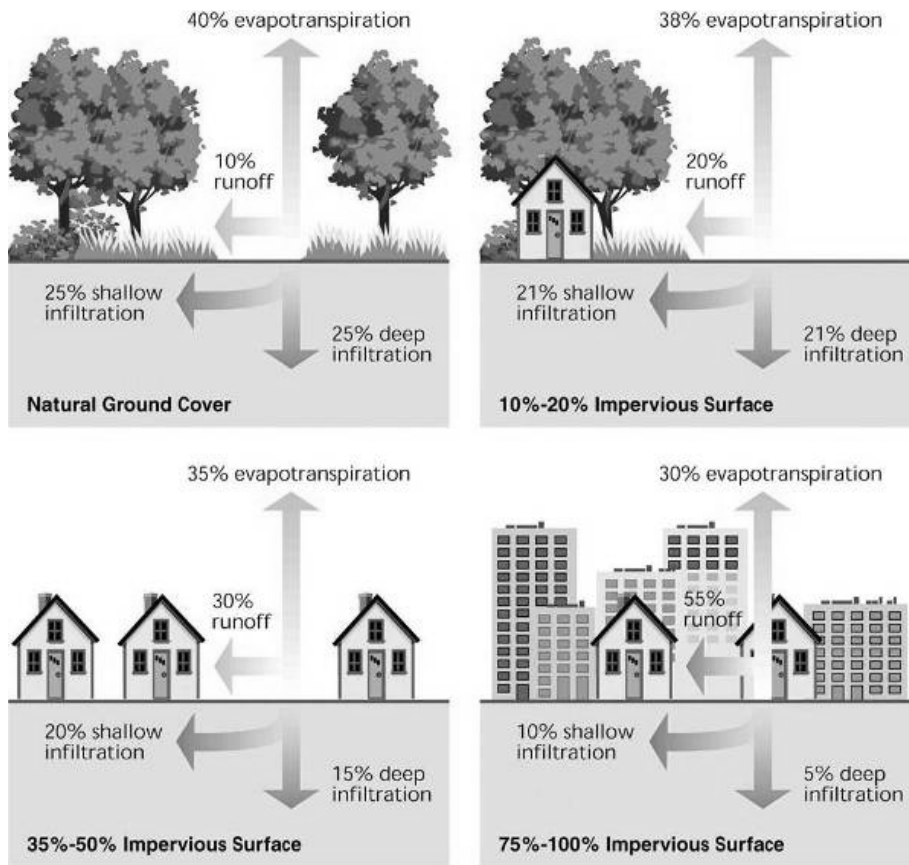 40% evapotranspiration
10%
runoff
25% shallow
infiltration
25% deep
infiltration
Natural Ground Cover
38% evapotranspiration
20%
runoff
21% shallow
infiltration
21% deep
infiltration
10%-20% Impervious Surface
35% evapotranspiration
30%
runoff
20% shallow
infiltration
15% deep
infiltration
35%-50% Impervious Surface
30% evapotranspiration
55%
runoff
10% shallow
infiltration
5% deep
infiltration
75%-100% Impervious Surface